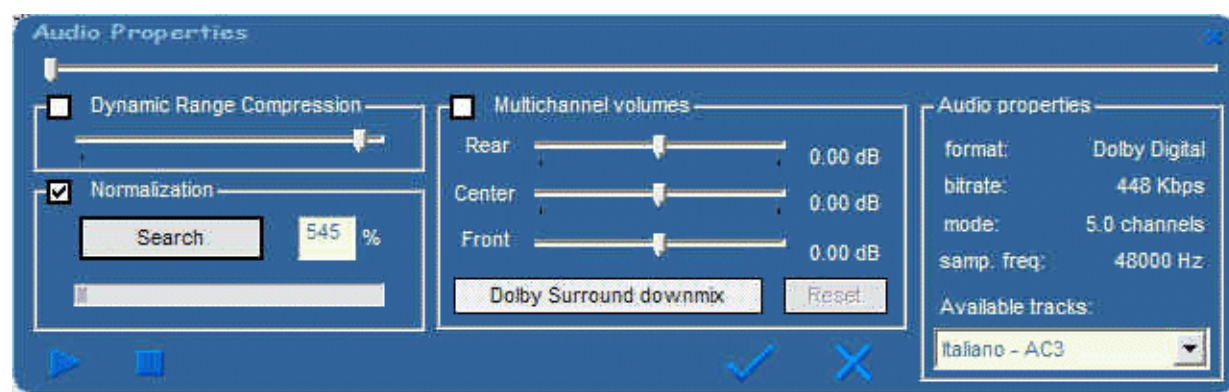 Audio Properties
Dynamic Range Compression
Normalization
Search 545 %
Multichannel volumes
Rear 0.00 dB
Center 0.00 dB
Front 0.00 dB
Dolby Surround downmix Reset
Audio properties
format: Dolby Digital
bitrate: 448 Kbps
mode: 5.0 channels
samp. freq: 48000 Hz
Available tracks:
Italiano - AC3